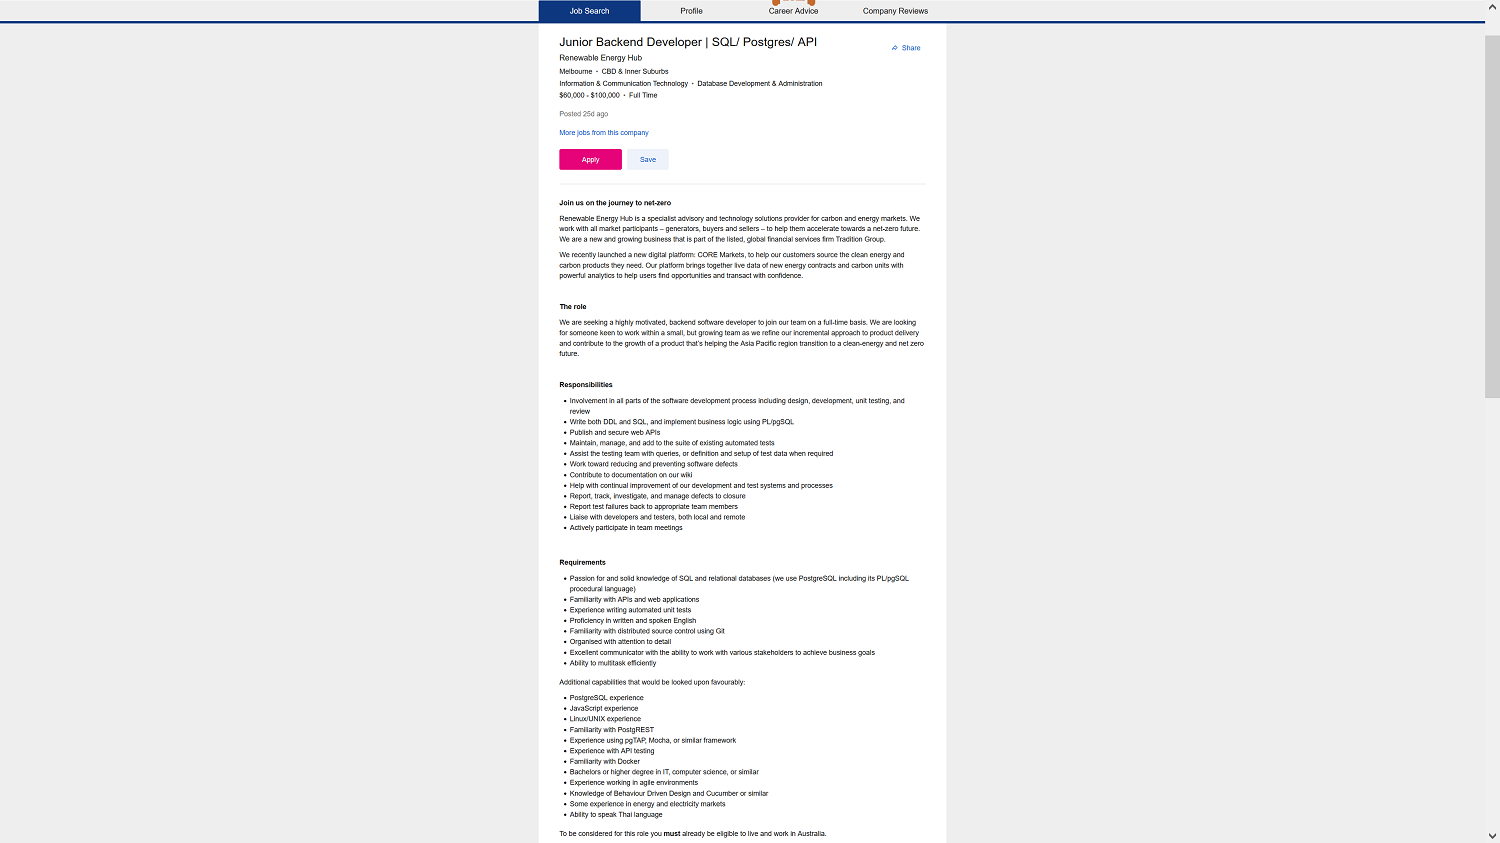 Job Search Profile Career Advice Company Reviews
Junior Backend Developer | SQL/ Postgres/ API
Share
Renewable Energy Hub
Melbourne • CBD & Inner Suburbs
Information & Communication Technology • Database Development & Administration
$60,000 - $100,000 • Full Time
Posted 25d ago
More jobs from this company
Apply Save
Join us on the journey to net-zero
Renewable Energy Hub is a specialist advisory and technology solutions provider for carbon and energy markets. We
work with all market participants – generators, buyers and sellers – to help them accelerate towards a net-zero future.
We are a new and growing business that is part of the listed, global financial services firm Tradition Group.
We recently launched a new digital platform: CORE Markets, to help our customers source the clean energy and
carbon products they need. Our platform brings together live data of new energy contracts and carbon units with
powerful analytics to help users find opportunities and transact with confidence.
The role
We are seeking a highly motivated, backend software developer to join our team on a full-time basis. We are looking
for someone keen to work within a small, but growing team as we refine our incremental approach to product delivery
and contribute to the growth of a product that's helping the Asia Pacific region transition to a clean-energy and net zero
future.
Responsibilities
• Involvement in all parts of the software development process including design, development, unit testing, and
review
• Write both DDL and SQL, and implement business logic using PL/pgSQL
• Publish and secure web APIs
• Maintain, manage, and add to the suite of existing automated tests
• Assist the testing team with queries, or definition and setup of test data when required
• Work toward reducing and preventing software defects
• Contribute to documentation on our wiki
• Help with continual improvement of our development and test systems and processes
• Report, track, investigate, and manage defects to closure
• Report test failures back to appropriate team members
• Liaise with developers and testers, both local and remote
• Actively participate in team meetings
Requirements
• Passion for and solid knowledge of SQL and relational databases (we use PostgreSQL including its PL/pgSQL
procedural language)
• Familiarity with APIs and web applications
• Experience writing automated unit tests
• Proficiency in written and spoken English
• Familiarity with distributed source control using Git
• Organised with attention to detail
• Excellent communicator with the ability to work with various stakeholders to achieve business goals
• Ability to multitask efficiently
Additional capabilities that would be looked upon favourably:
• PostgreSQL experience
• JavaScript experience
• Linux/UNIX experience
• Familiarity with PostgREST
• Experience using pgTAP, Mocha, or similar framework
• Experience with API testing
• Familiarity with Docker
• Bachelors or higher degree in IT, computer science, or similar
• Experience working in agile environments
• Knowledge of Behaviour Driven Design and Cucumber or similar
• Some experience in energy and electricity markets
• Ability to speak Thai language
To be considered for this role you must already be eligible to live and work in Australia.